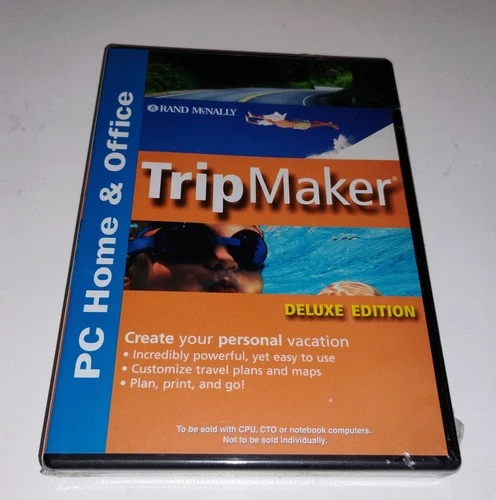 PC Home & Office
RAND McNALLY
TripMaker®
DELUXE EDITION
Create your personal vacation
• Incredibly powerful, yet easy to use
• Customize travel plans and maps
• Plan, print, and go!
To be sold with CPU, CTO or notebook computers.
Not to be sold individually.